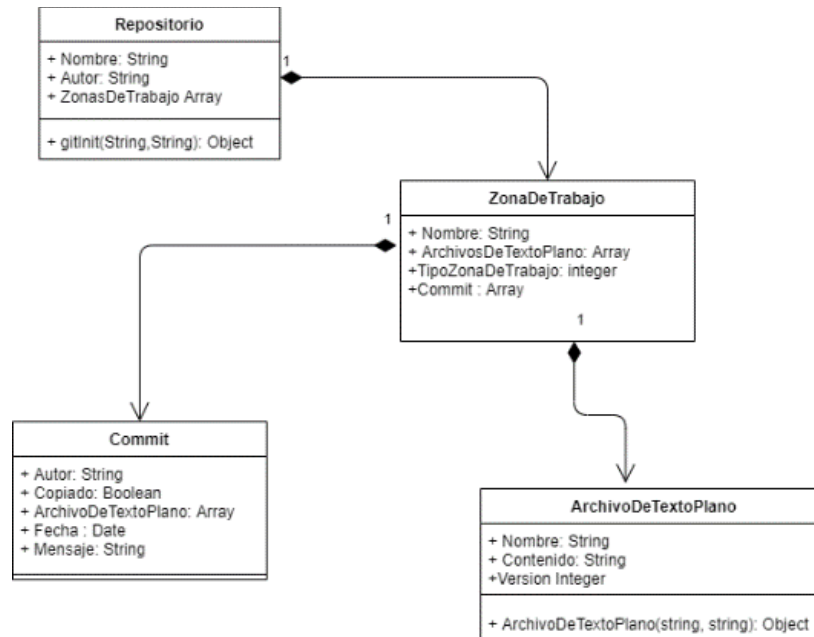 Repositorio
+ Nombre: String
+ Autor: String
+ ZonasDeTrabajo Array
+ gitInit(String,String): Object
1
ZonaDeTrabajo
+ Nombre: String
+ ArchivosDeTextoPlano: Array
+TipoZonaDeTrabajo: integer
+Commit : Array
1
1
Commit
+ Autor: String
+ Copiado: Boolean
+ ArchivoDeTextoPlano: Array
+ Fecha : Date
+ Mensaje: String
ArchivoDeTextoPlano
+ Nombre: String
+ Contenido: String
+Version Integer
+ ArchivoDeTextoPlano(string, string): Object